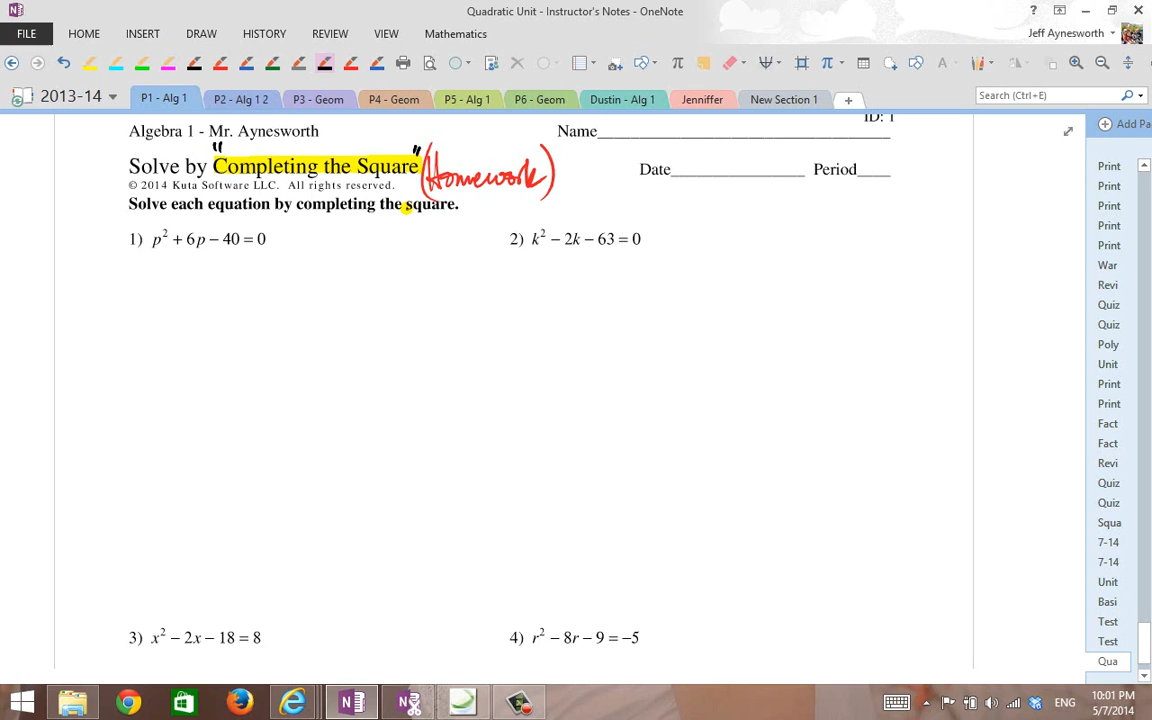 Quadratic Unit - Instructor's Notes - OneNote
?
FILE HOME INSERT DRAW HISTORY REVIEW VIEW Mathematics
Jeff Aynesworth
2013-14
P1 - Alg 1
P2 - Alg 1 2
P3 - Geom
P4 - Geom
P5 - Alg 1
P6 - Geom
Dustin - Alg 1
Jenniffer
New Section 1
Search (Ctrl+E)
ID: 1
Add Pa
Algebra 1 - Mr. Aynesworth
Name
Solve by "Completing the Square" (Homework)
Date Period
© 2014 Kuta Software LLC. All rights reserved.
Solve each equation by completing the square.
1) p² + 6p − 40 = 0
2) k² − 2k − 63 = 0
3) x² − 2x − 18 = 8
4) r² − 8r − 9 = −5
Print
Print
Print
Print
Print
War
Revi
Quiz
Quiz
Poly
Unit
Print
Print
Fact
Fact
Revi
Quiz
Quiz
Squa
7-14
7-14
Unit
Basi
Test
Test
Qua
ENG
10:01 PM
5/7/2014